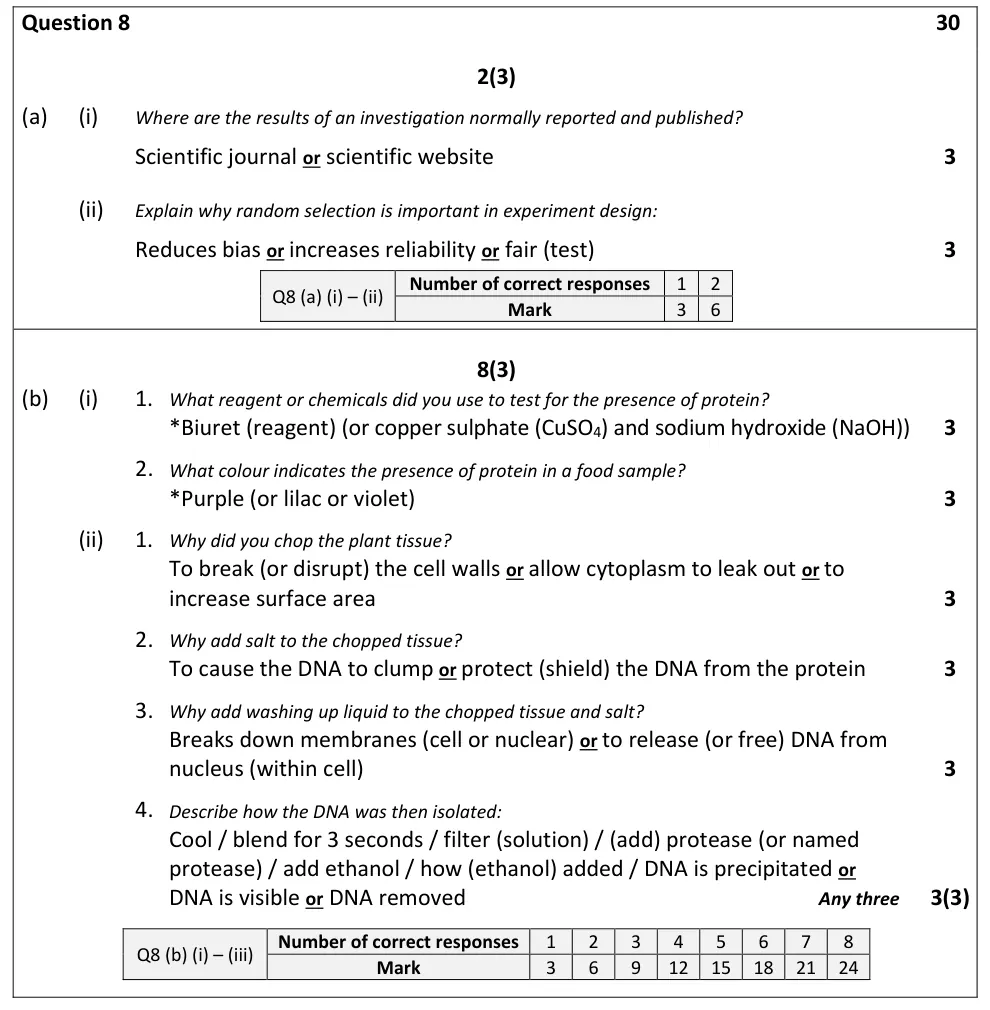 Question 8 30
2(3)
(a) (i) Where are the results of an investigation normally reported and published?
Scientific journal or scientific website 3
(ii) Explain why random selection is important in experiment design:
Reduces bias or increases reliability or fair (test) 3
Q8 (a) (i) – (ii) Number of correct responses 1 2
Mark 3 6
8(3)
(b) (i) 1. What reagent or chemicals did you use to test for the presence of protein?
*Biuret (reagent) (or copper sulphate (CuSO₄) and sodium hydroxide (NaOH)) 3
2. What colour indicates the presence of protein in a food sample?
*Purple (or lilac or violet) 3
(ii) 1. Why did you chop the plant tissue?
To break (or disrupt) the cell walls or allow cytoplasm to leak out or to
increase surface area 3
2. Why add salt to the chopped tissue?
To cause the DNA to clump or protect (shield) the DNA from the protein 3
3. Why add washing up liquid to the chopped tissue and salt?
Breaks down membranes (cell or nuclear) or to release (or free) DNA from
nucleus (within cell) 3
4. Describe how the DNA was then isolated:
Cool / blend for 3 seconds / filter (solution) / (add) protease (or named
protease) / add ethanol / how (ethanol) added / DNA is precipitated or
DNA is visible or DNA removed Any three 3(3)
Q8 (b) (i) – (iii) Number of correct responses 1 2 3 4 5 6 7 8
Mark 3 6 9 12 15 18 21 24